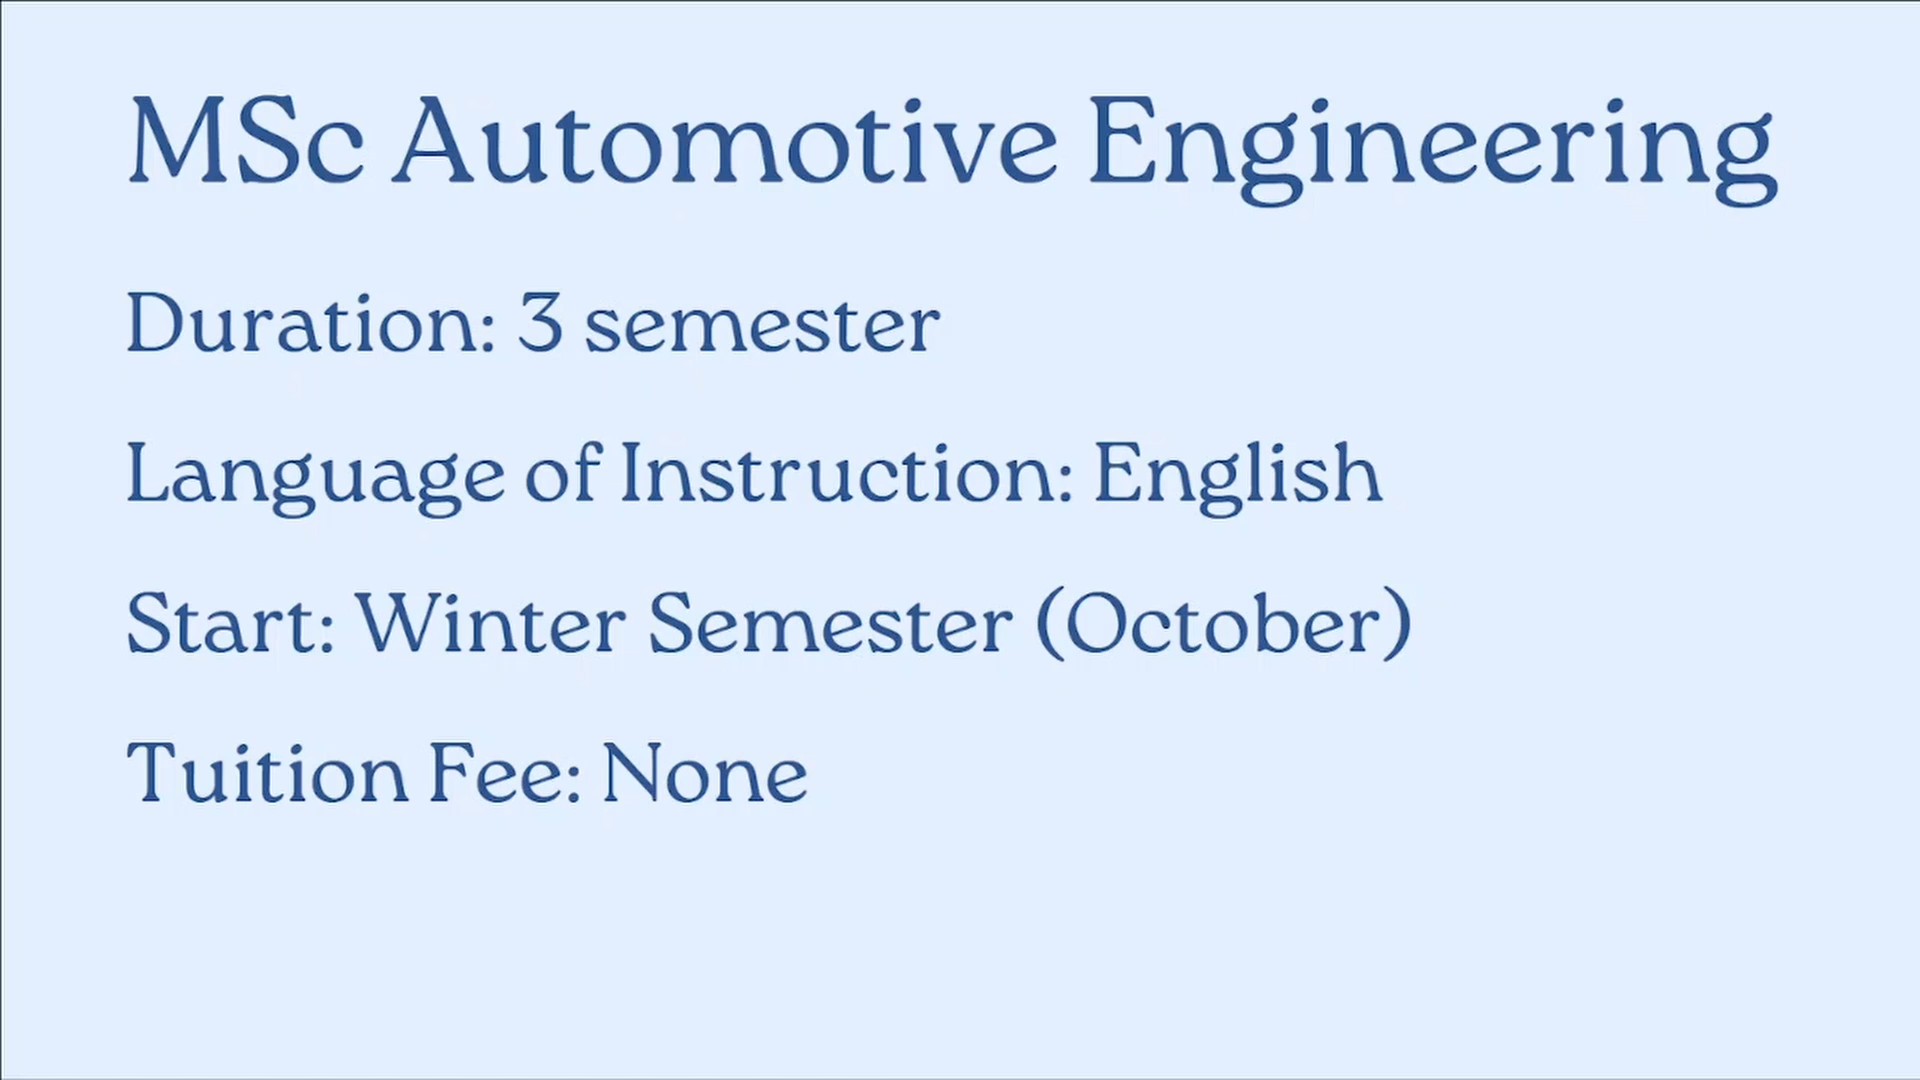 MSc Automotive Engineering
Duration: 3 semester
Language of Instruction: English
Start: Winter Semester (October)
Tuition Fee: None